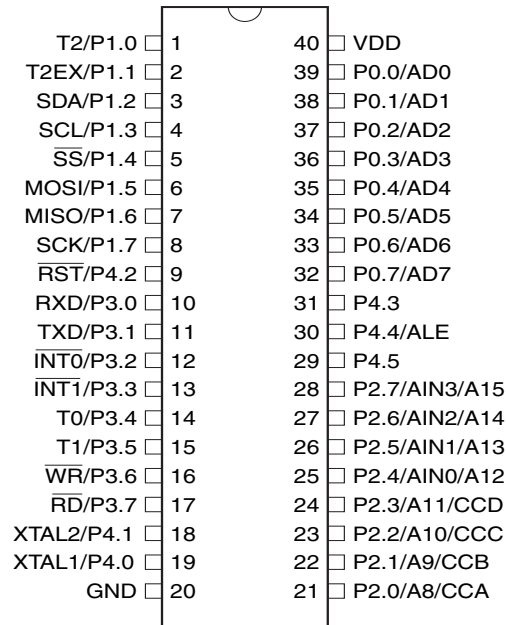 T2/P1.0 1 40 VDD
T2EX/P1.1 2 39 P0.0/AD0
SDA/P1.2 3 38 P0.1/AD1
SCL/P1.3 4 37 P0.2/AD2
S̅S̅/P1.4 5 36 P0.3/AD3
MOSI/P1.5 6 35 P0.4/AD4
MISO/P1.6 7 34 P0.5/AD5
SCK/P1.7 8 33 P0.6/AD6
R̅S̅T̅/P4.2 9 32 P0.7/AD7
RXD/P3.0 10 31 P4.3
TXD/P3.1 11 30 P4.4/ALE
I̅N̅T̅0̅/P3.2 12 29 P4.5
I̅N̅T̅1̅/P3.3 13 28 P2.7/AIN3/A15
T0/P3.4 14 27 P2.6/AIN2/A14
T1/P3.5 15 26 P2.5/AIN1/A13
W̅R̅/P3.6 16 25 P2.4/AIN0/A12
R̅D̅/P3.7 17 24 P2.3/A11/CCD
XTAL2/P4.1 18 23 P2.2/A10/CCC
XTAL1/P4.0 19 22 P2.1/A9/CCB
GND 20 21 P2.0/A8/CCA